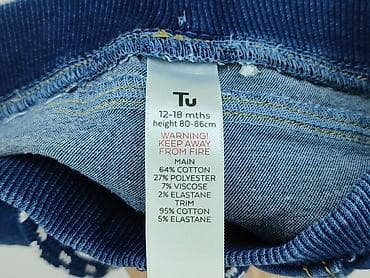 Tu
12-18 mths
height 80-86cm
WARNING!
KEEP AWAY
FROM FIRE
MAIN
64% COTTON
27% POLYESTER
7% VISCOSE
2% ELASTANE
TRIM
95% COTTON
5% ELASTANE